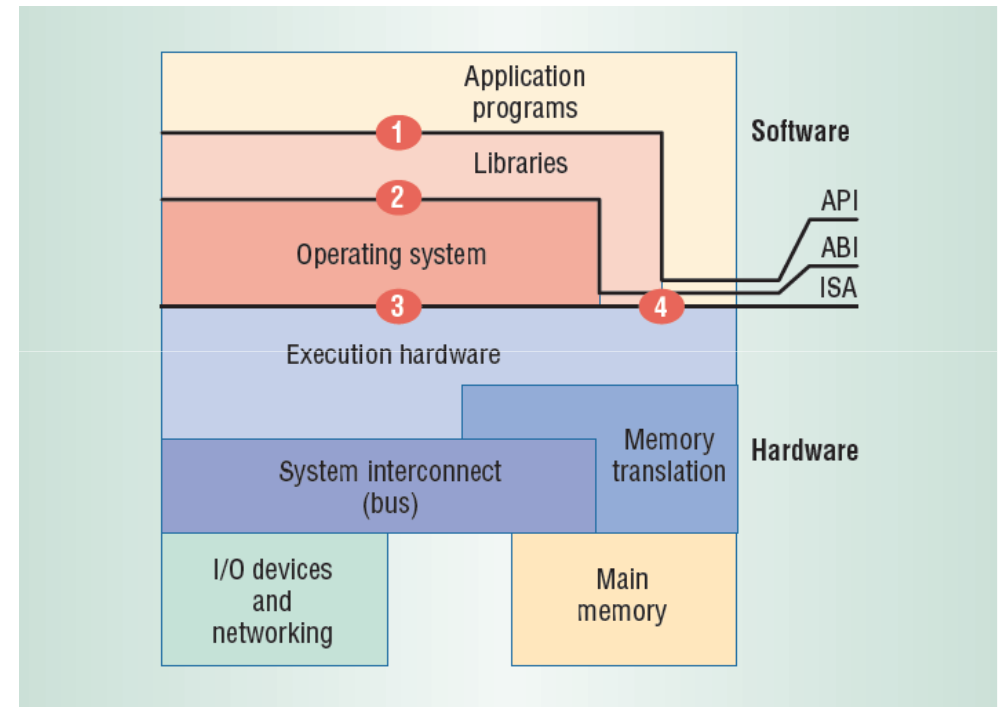 Application
programs
1
Software
Libraries
2
API
Operating system
ABI
ISA
3
4
Execution hardware
Memory
translation
Hardware
System interconnect
(bus)
I/O devices
and
networking
Main
memory